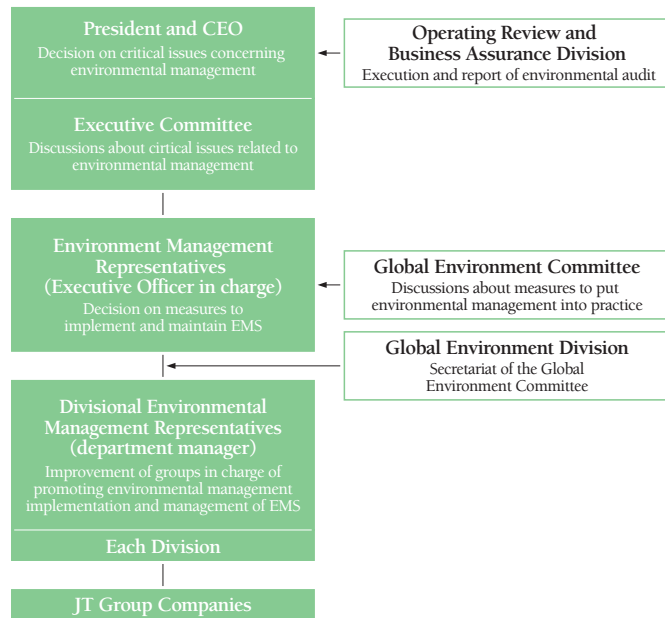 President and CEO
Decision on critical issues concerning
environmental management
Operating Review and
Business Assurance Division
Execution and report of environmental audit
Executive Committee
Discussions about cirtical issues related to
environmental management
Environment Management
Representatives
(Executive Officer in charge)
Decision on measures to
implement and maintain EMS
Global Environment Committee
Discussions about measures to put
environmental management into practice
Global Environment Division
Secretariat of the Global
Environment Committee
Divisional Environmental
Management Representatives
(department manager)
Improvement of groups in charge of
promoting environmental management
implementation and management of EMS
Each Division
JT Group Companies